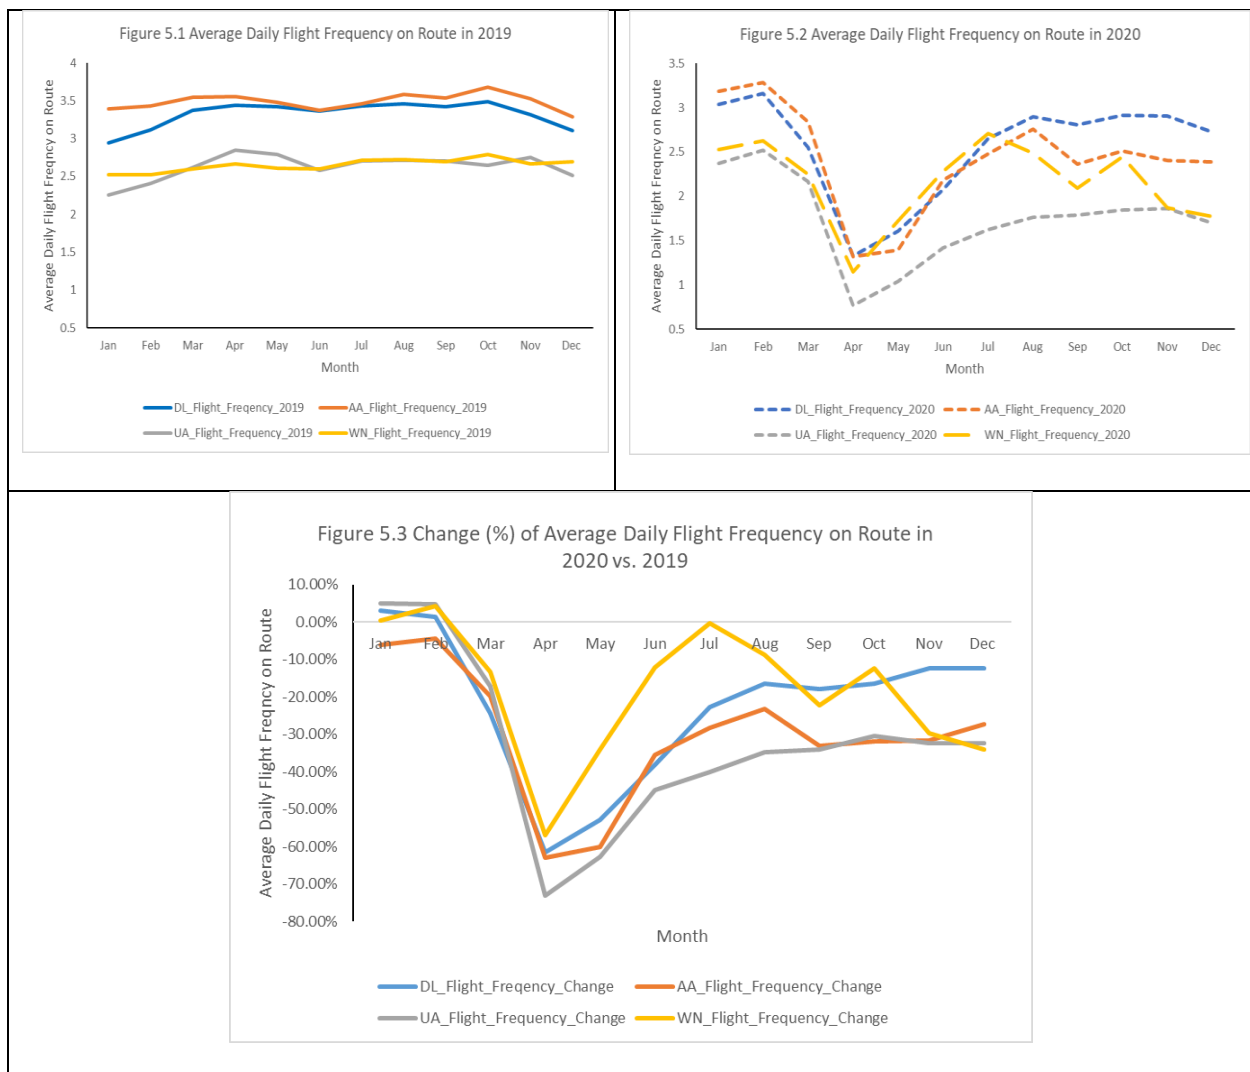 Figure 5.1 Average Daily Flight Frequency on Route in 2019
Average Daily Flight Freqency on Route
4
3.5
3
2.5
2
1.5
1
0.5
Jan Feb Mar Apr May Jun Jul Aug Sep Oct Nov Dec
Month
DL_Flight_Freqency_2019 AA_Flight_Frequency_2019
UA_Flight_Frequency_2019 WN_Flight_Frequency_2019
Figure 5.2 Average Daily Flight Frequency on Route in 2020
Average Daily Flight Freqncy on Route
3.5
3
2.5
2
1.5
1
0.5
Jan Feb Mar Apr May Jun Jul Aug Sep Oct Nov Dec
Month
DL_Flight_Freqency_2020 AA_Flight_Frequency_2020
UA_Flight_Frequency_2020 WN_Flight_Frequency_2020
Figure 5.3 Change (%) of Average Daily Flight Frequency on Route in
2020 vs. 2019
Average Daily Flight Freqncy on Route
10.00%
0.00%
-10.00%
-20.00%
-30.00%
-40.00%
-50.00%
-60.00%
-70.00%
-80.00%
Jan Feb Mar Apr May Jun Jul Aug Sep Oct Nov Dec
Month
DL_Flight_Freqency_Change AA_Flight_Frequency_Change
UA_Flight_Frequency_Change WN_Flight_Frequency_Change